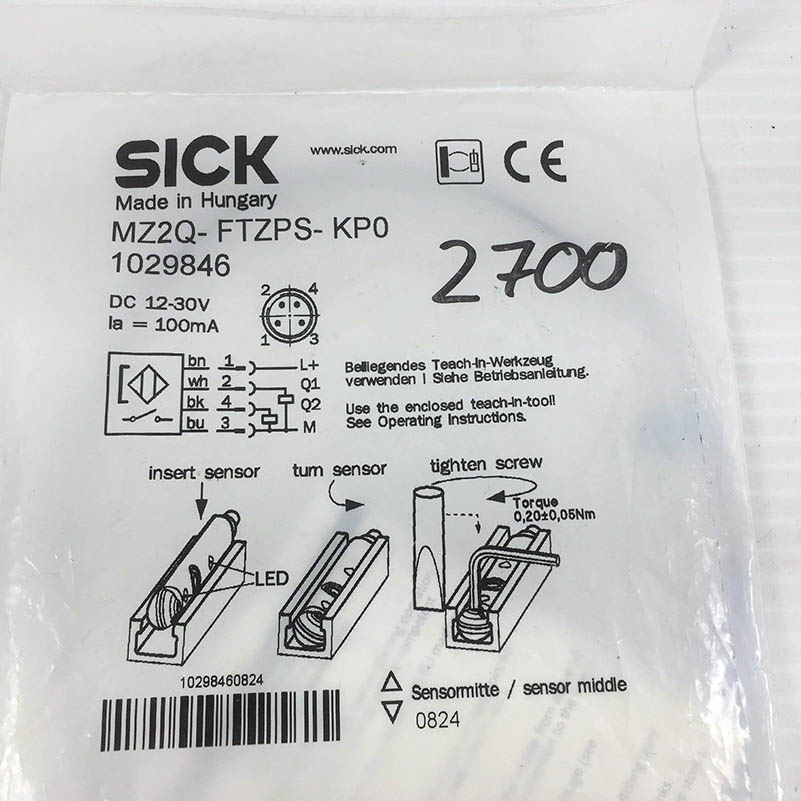 SICK
www.sick.com
CE
Made in Hungary
MZ2Q- FTZPS- KP0
1029846
2700
DC 12-30V
Ia = 100mA
2 4
1 3
bn 1 L+
wh 2 Q1
bk 4 Q2
bu 3 M
Beiliegendes Teach-In-Werkzeug
verwenden ! Siehe Betriebsanleitung.
Use the enclosed teach-in-tool!
See Operating Instructions.
insert sensor
turn sensor
tighten screw
Torque
0,20±0,05Nm
LED
10298460824
Sensormitte / sensor middle
0824